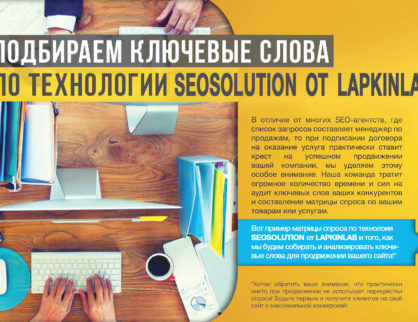 ПОДБИРАЕМ КЛЮЧЕВЫЕ СЛОВА
ПО ТЕХНОЛОГИИ SEOSOLUTION ОТ LAPKINLA
В отличие от многих SEO-агентств, где
список запросов составляет менеджер по
продажам, то при подписании договора
на оказание услуга практически ставит
крест на успешном продвижении
вашей компании, мы уделяем этому
особое внимание. Наша команда тратит
огромное количество времени и сил на
аудит ключевых слов ваших конкурентов
и составление матрицы спроса по вашим
товарам или услугам.
Вот пример матрицы спроса по технолоии
SEOSOLUTION от LAPKINLAB и того, как
мы будем собирать и анализировать ключи-
вые слова для продвижении вашего сайта!*
*Хотим обратить ваше внимание, что практически
никто при продвижении не использует перекрёстки
спроса! Будьте первым и получите клиентов на свой
сайт с максимальной конверсией!